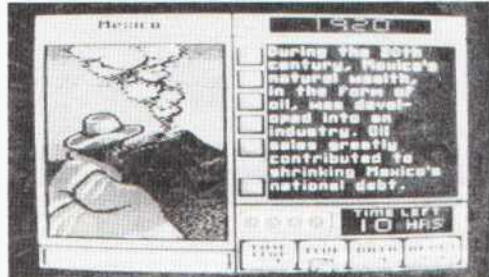 Mexico
1920
During the 20th
century, Mexico's
natural wealth,
in the form of
oil, was devel-
oped into an
industry. Oil
sales greatly
contributed to
shrinking Mexico's
national debt.
TIME LEFT
10 HRS